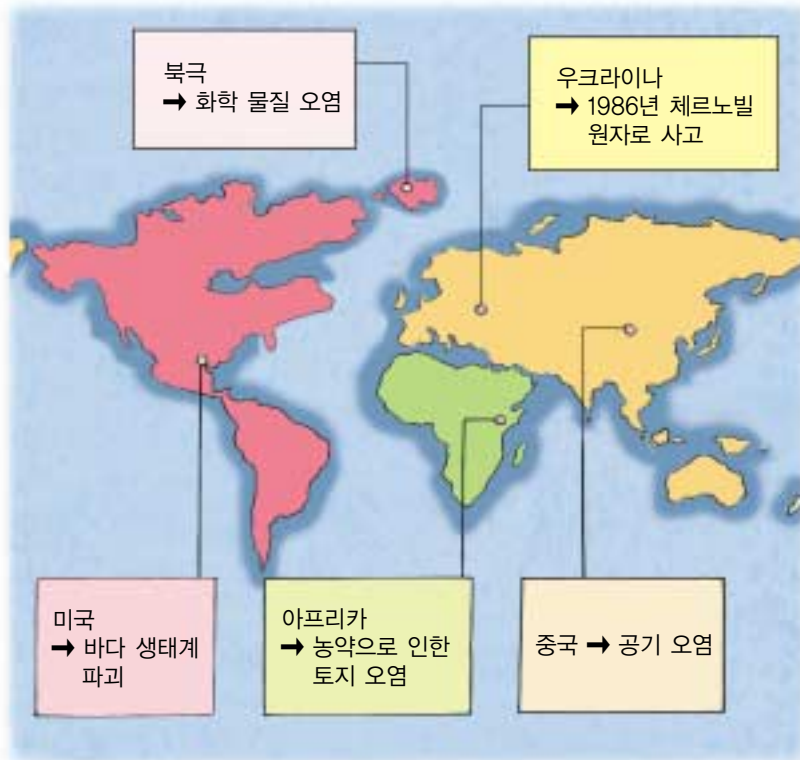 북극
➞ 화학 물질 오염
우크라이나
➞ 1986년 체르노빌
원자로 사고
미국
➞ 바다 생태계
파괴
아프리카
➞ 농약으로 인한
토지 오염
중국 ➞ 공기 오염